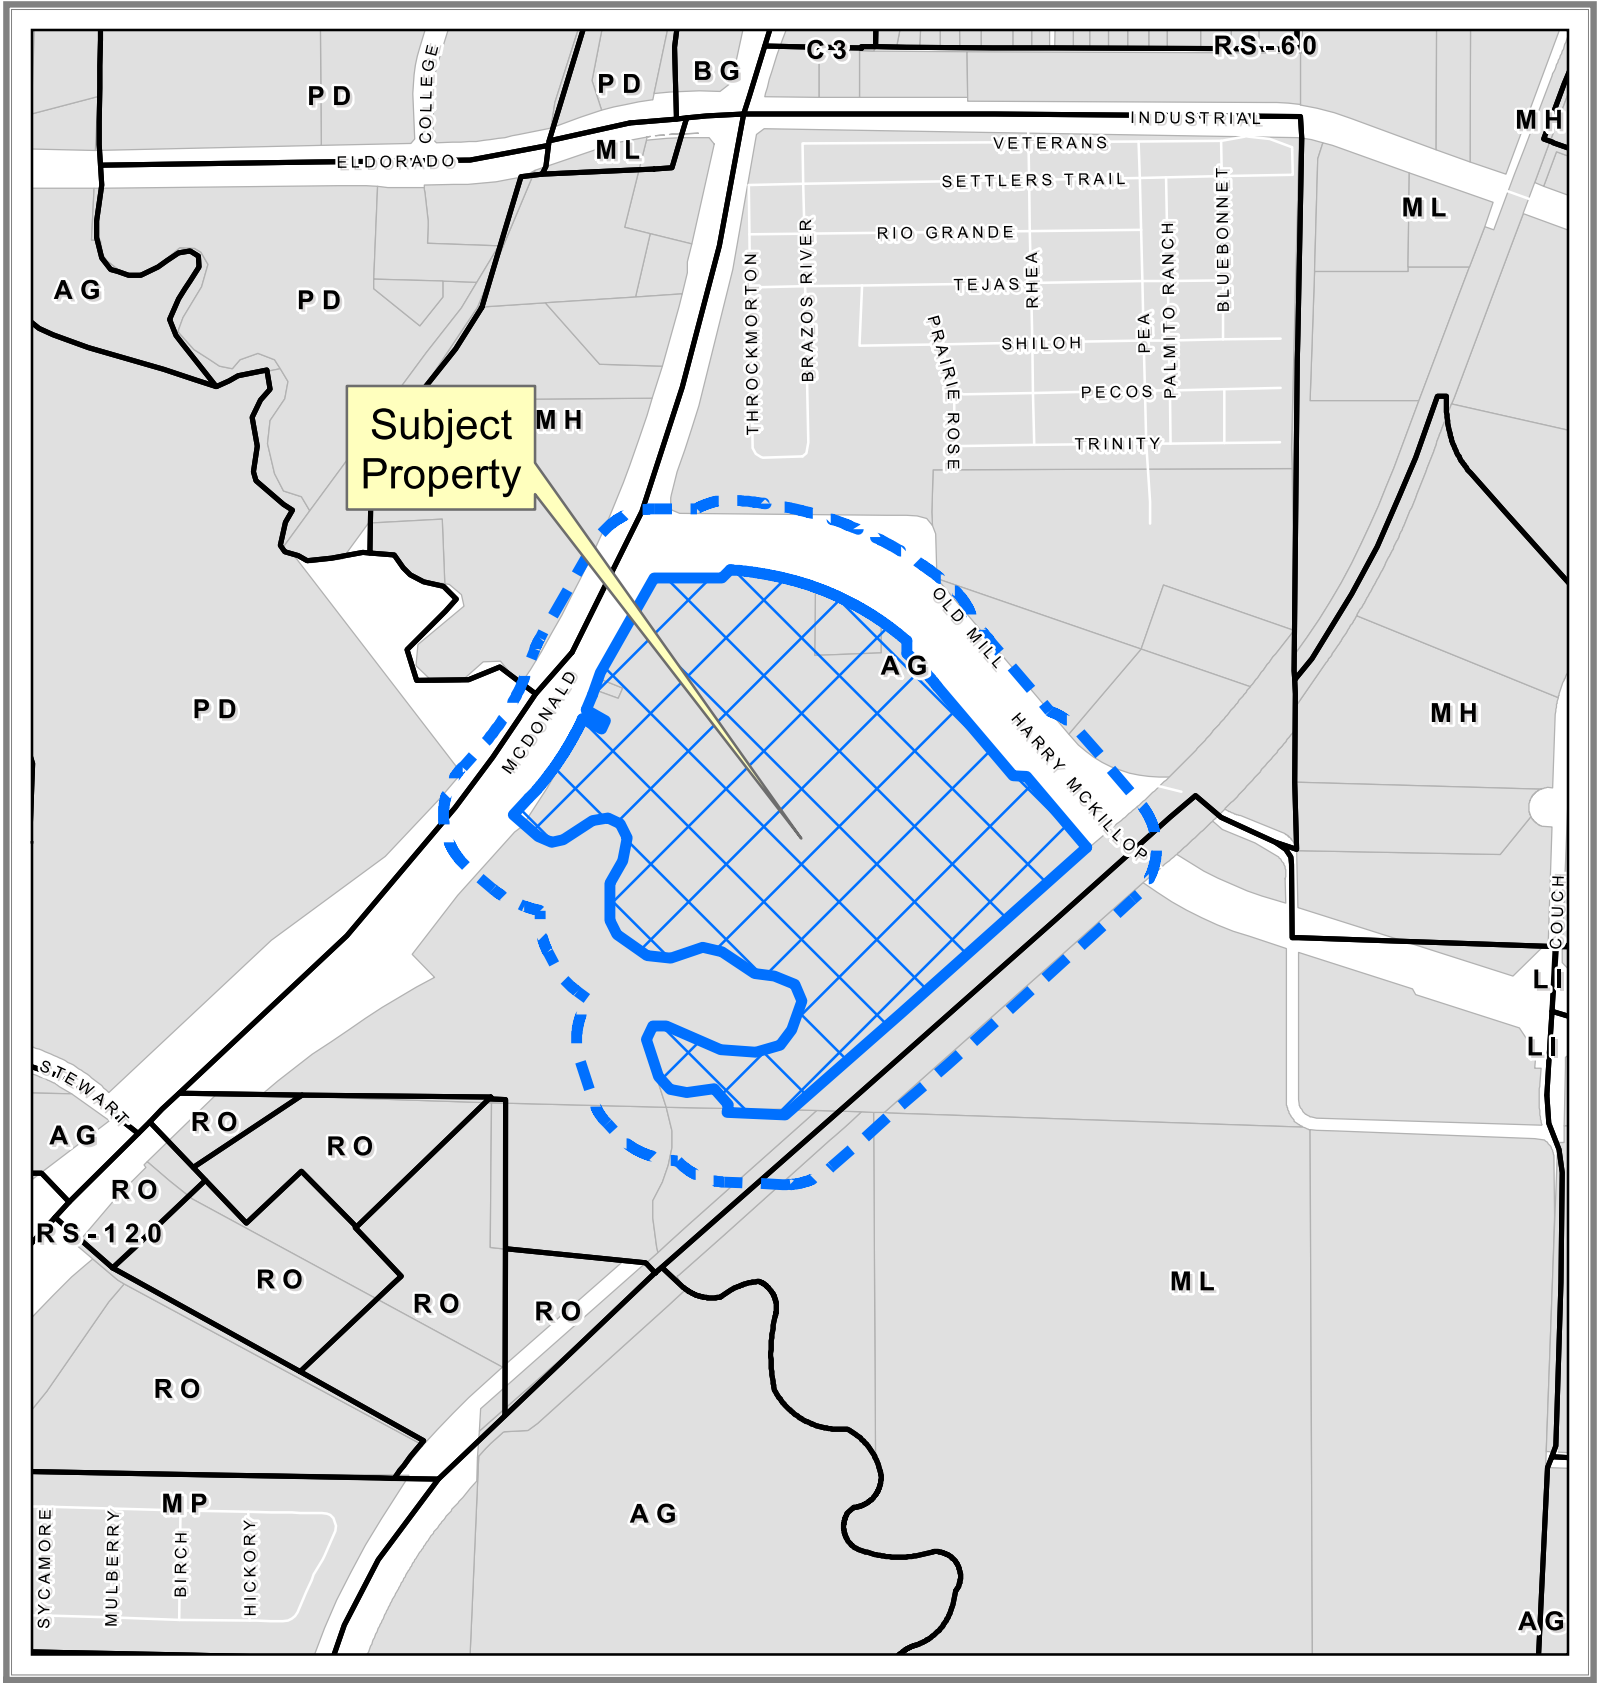 C3
RS-60
BG
PD
PD
COLLEGE
MH
INDUSTRIAL
VETERANS
ELDORADO
ML
SETTLERS TRAIL
ML
BLUEBONNET
RIO GRANDE
PALMITO RANCH
THROCKMORTON
BRAZOS RIVER
RHEA
TEJAS
AG
PD
PEA
SHILOH
PRAIRIE ROSE
PECOS
TRINITY
MH
Subject
Property
OLD MILL
AG
PD
MCDONALD
HARRY MCKILLOP
MH
COUCH
LI
LI
STEWART
RO
AG
RO
RO
RS-120
RO
RO
RO
ML
RO
MP
SYCAMORE
MULBERRY
BIRCH
HICKORY
AG
AG